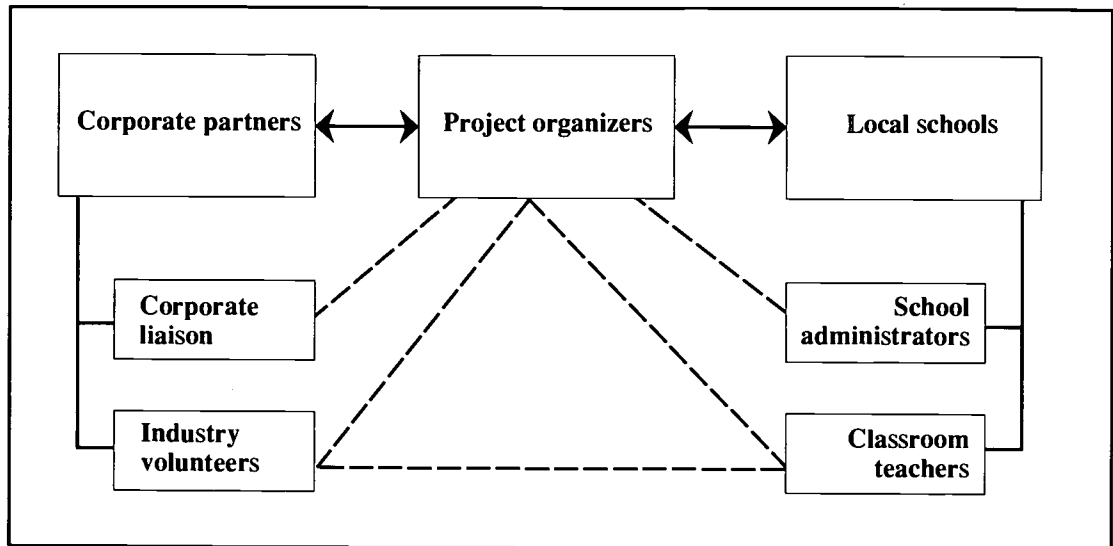 Corporate partners
Project organizers
Local schools
Corporate
liaison
School
administrators
Industry
volunteers
Classroom
teachers